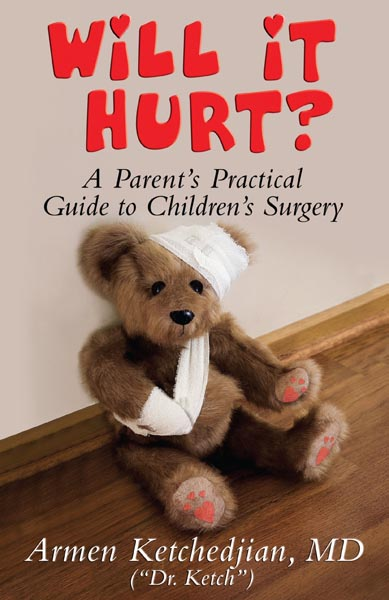 Will it
Hurt?
A Parent's Practical
Guide to Children's Surgery
Armen Ketchedjian, MD
("Dr. Ketch")